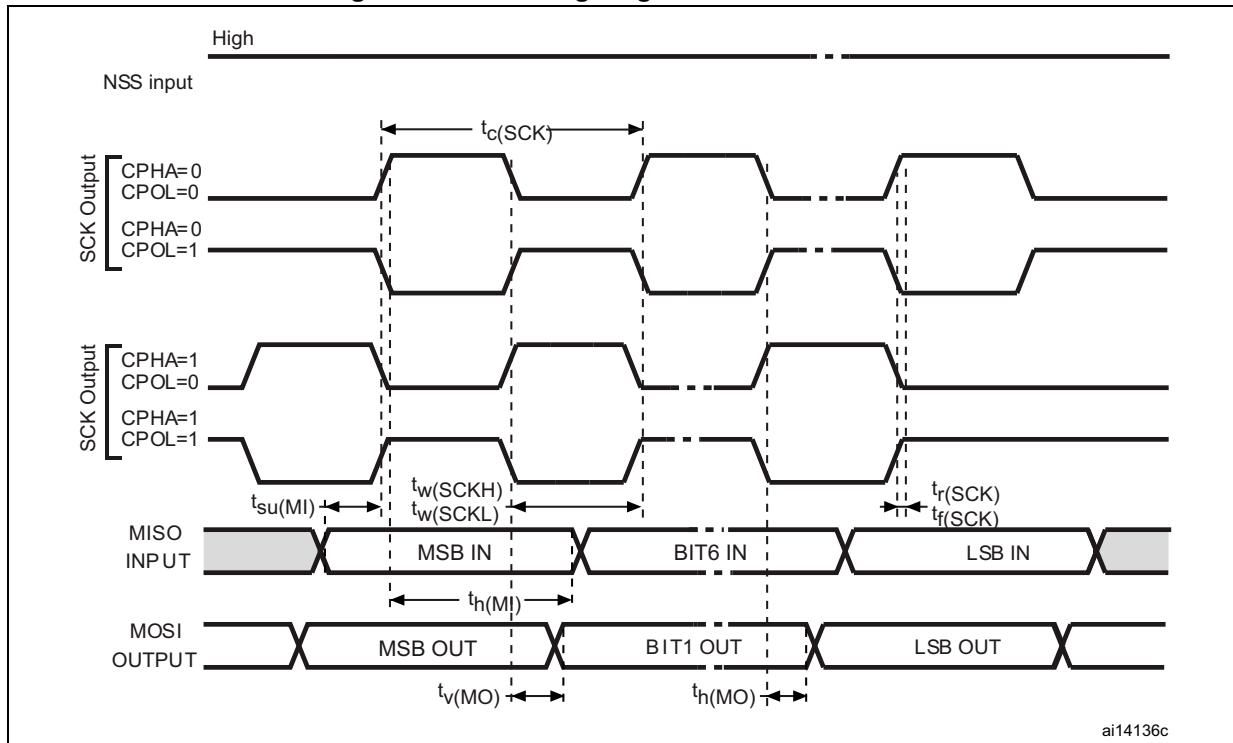 High
NSS input
tc(SCK)
SCK Output
CPHA=0
CPOL=0
CPHA=0
CPOL=1
SCK Output
CPHA=1
CPOL=0
CPHA=1
CPOL=1
tsu(MI)
tw(SCKH)
tw(SCKL)
tr(SCK)
tf(SCK)
MISO
INPUT
MSB IN
BIT6 IN
LSB IN
th(MI)
MOSI
OUTPUT
MSB OUT
BIT1 OUT
LSB OUT
tv(MO)
th(MO)
ai14136c